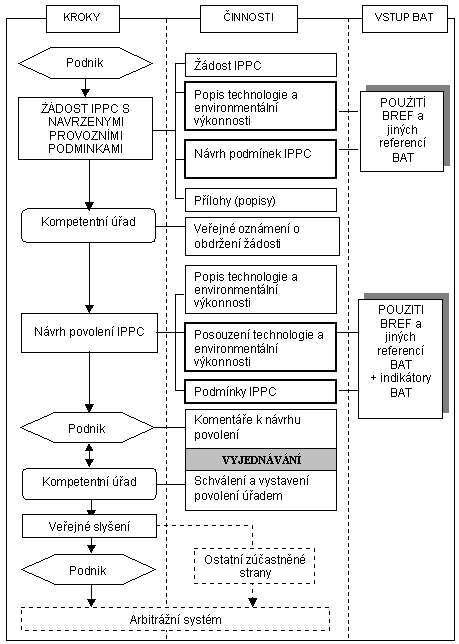 KROKY
ČINNOSTI
VSTUP BAT
Podnik
Žádost IPPC
ŽÁDOST IPPC S
NAVRŽENYMI
PROVOZNÍMI
PODMINKAMI
Popis technologie a
environmentální
výkonnosti
Návrh podmínek IPPC
Přílohy (popisy)
POUŽITÍ
BREF a
jiných
referencí
BAT
Kompetentní úřad
Veřejné oznámení o
obdržení žádosti
Popis technologie a
environmentální
výkonnosti
Návrh povolení IPPC
Posouzení technologie a
environmentální
výkonnosti
Podmínky IPPC
POUZITI
BREF a
jiných
referencí
BAT
+ indikátory
BAT
Podnik
Komentáře k návrhu
povolení
VYJEDNÁVÁNÍ
Kompetentní úřad
Schválení a vystavení
povolení úřadem
Veřejné slyšení
Podnik
Ostatní zúčastněné
strany
Arbitrážní systém